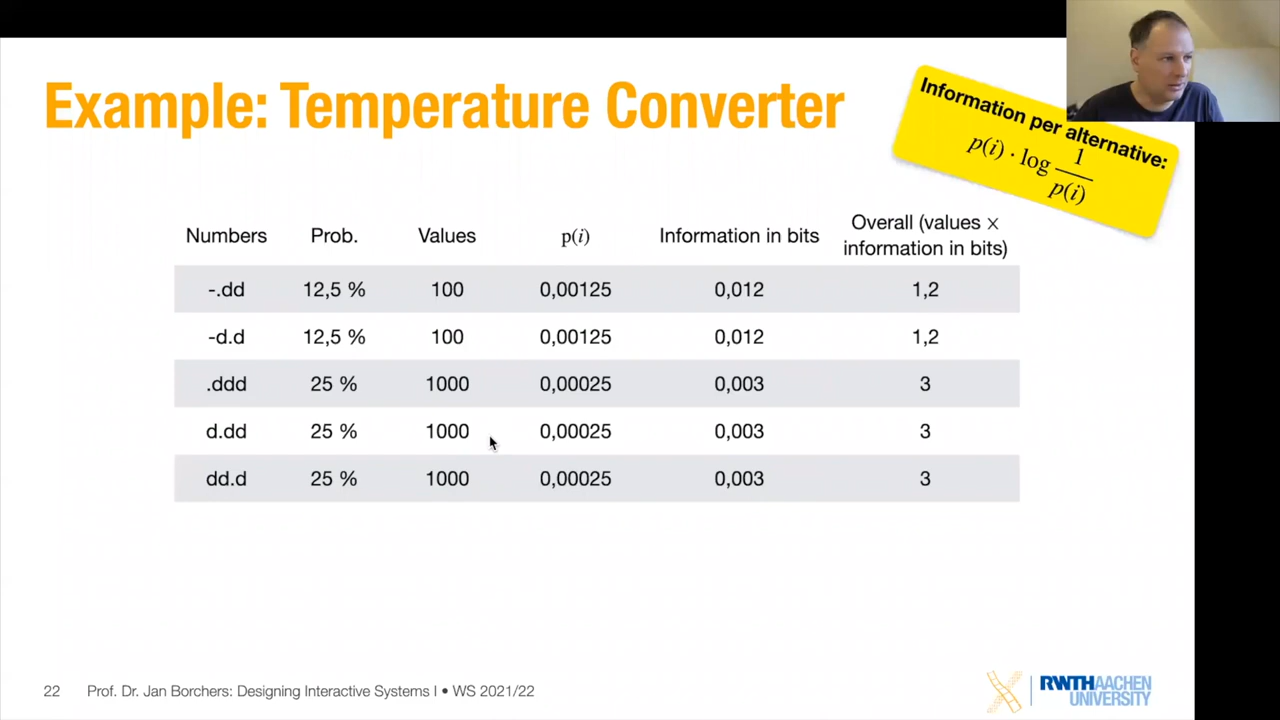 Example: Temperature Converter
Information per alternative:
p(i) · log 1/p(i)
Numbers Prob. Values p(i) Information in bits Overall (values × information in bits)
-.dd 12,5 % 100 0,00125 0,012 1,2
-d.d 12,5 % 100 0,00125 0,012 1,2
.ddd 25 % 1000 0,00025 0,003 3
d.dd 25 % 1000 0,00025 0,003 3
dd.d 25 % 1000 0,00025 0,003 3
22 Prof. Dr. Jan Borchers: Designing Interactive Systems I • WS 2021/22
RWTHAACHEN
UNIVERSITY